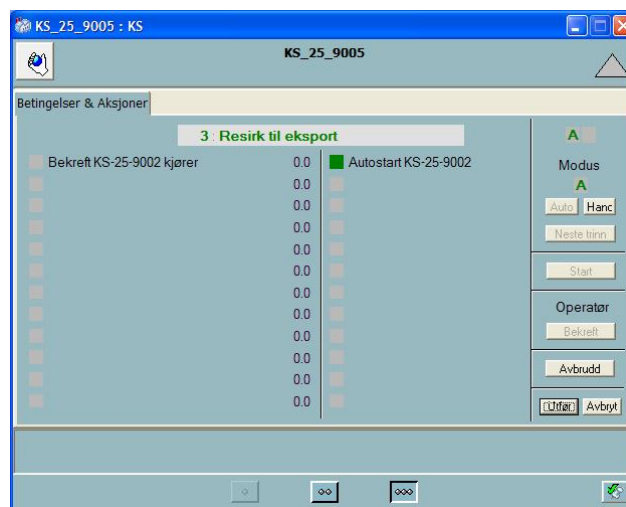 KS_25_9005 : KS
KS_25_9005
Betingelser & Aksjoner
3 : Resirk til eksport
A
Bekreft KS-25-9002 kjører 0.0 Autostart KS-25-9002
Modus
0.0
A
0.0
Auto Hanc
0.0
Neste trinn
0.0
0.0
Start
0.0
Operatør
0.0
Bekreft
0.0
0.0
Avbrudd
0.0
0.0
Utfør Avbryt